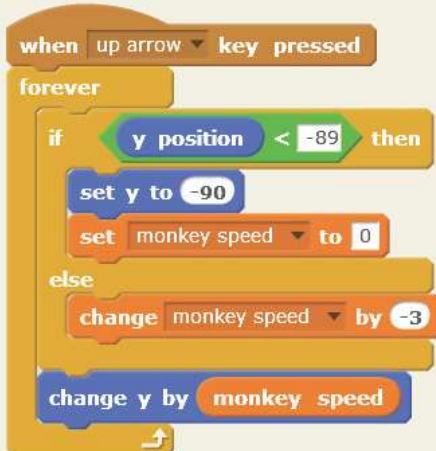 when up arrow key pressed
forever
if y position < -89 then
set y to -90
set monkey speed to 0
else
change monkey speed by -3
change y by monkey speed